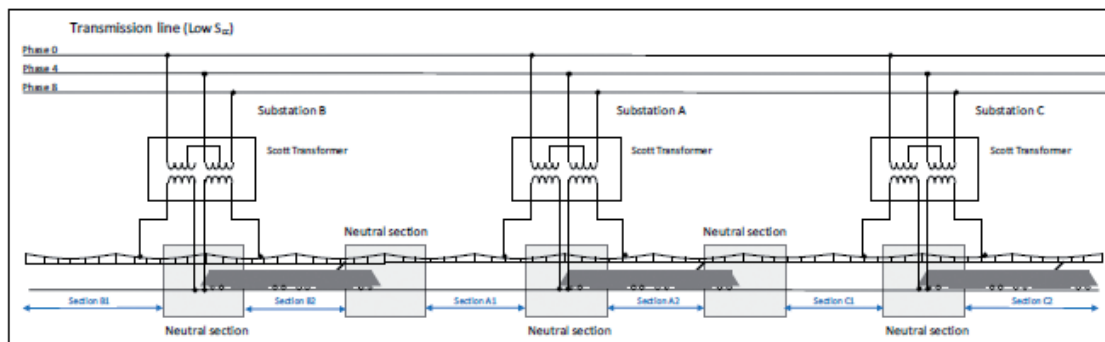 Transmission line (Low Scc)
Phase 0
Phase 4
Phase 8
Substation B
Substation A
Substation C
Scott Transformer
Scott Transformer
Scott Transformer
Neutral section
Neutral section
Section B1
Section B2
Section A1
Section A2
Section C1
Section C2
Neutral section
Neutral section
Neutral section